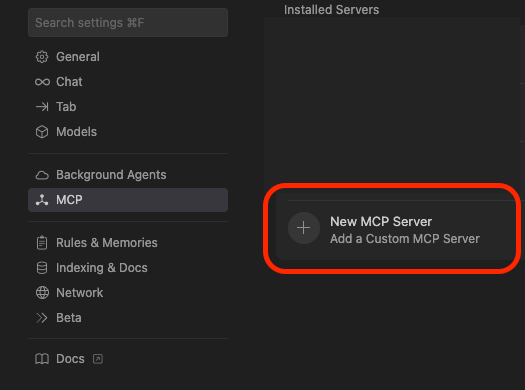 Search settings ⌘F
General
Chat
Tab
Models
Background Agents
MCP
Rules & Memories
Indexing & Docs
Network
Beta
Docs
Installed Servers
New MCP Server
Add a Custom MCP Server